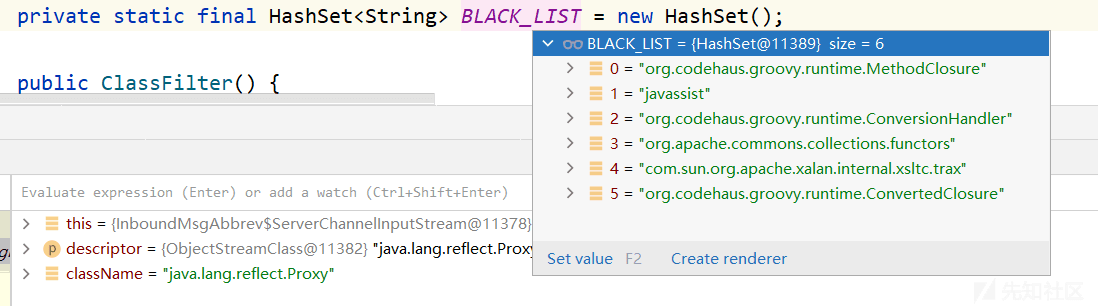 private static final HashSet<String> BLACK_LIST = new HashSet();
BLACK_LIST = {HashSet@11389} size = 6
0 = "org.codehaus.groovy.runtime.MethodClosure"
1 = "javassist"
2 = "org.codehaus.groovy.runtime.ConversionHandler"
3 = "org.apache.commons.collections.functors"
4 = "com.sun.org.apache.xalan.internal.xsltc.trax"
5 = "org.codehaus.groovy.runtime.ConvertedClosure"
Set value F2 Create renderer
public ClassFilter() {
Evaluate expression (Enter) or add a watch (Ctrl+Shift+Enter)
this = {InboundMsgAbbrev$ServerChannelInputStream@11378}
p descriptor = {ObjectStreamClass@11382} "java.lang.reflect.Proxy
className = "java.lang.reflect.Proxy"
先知社区